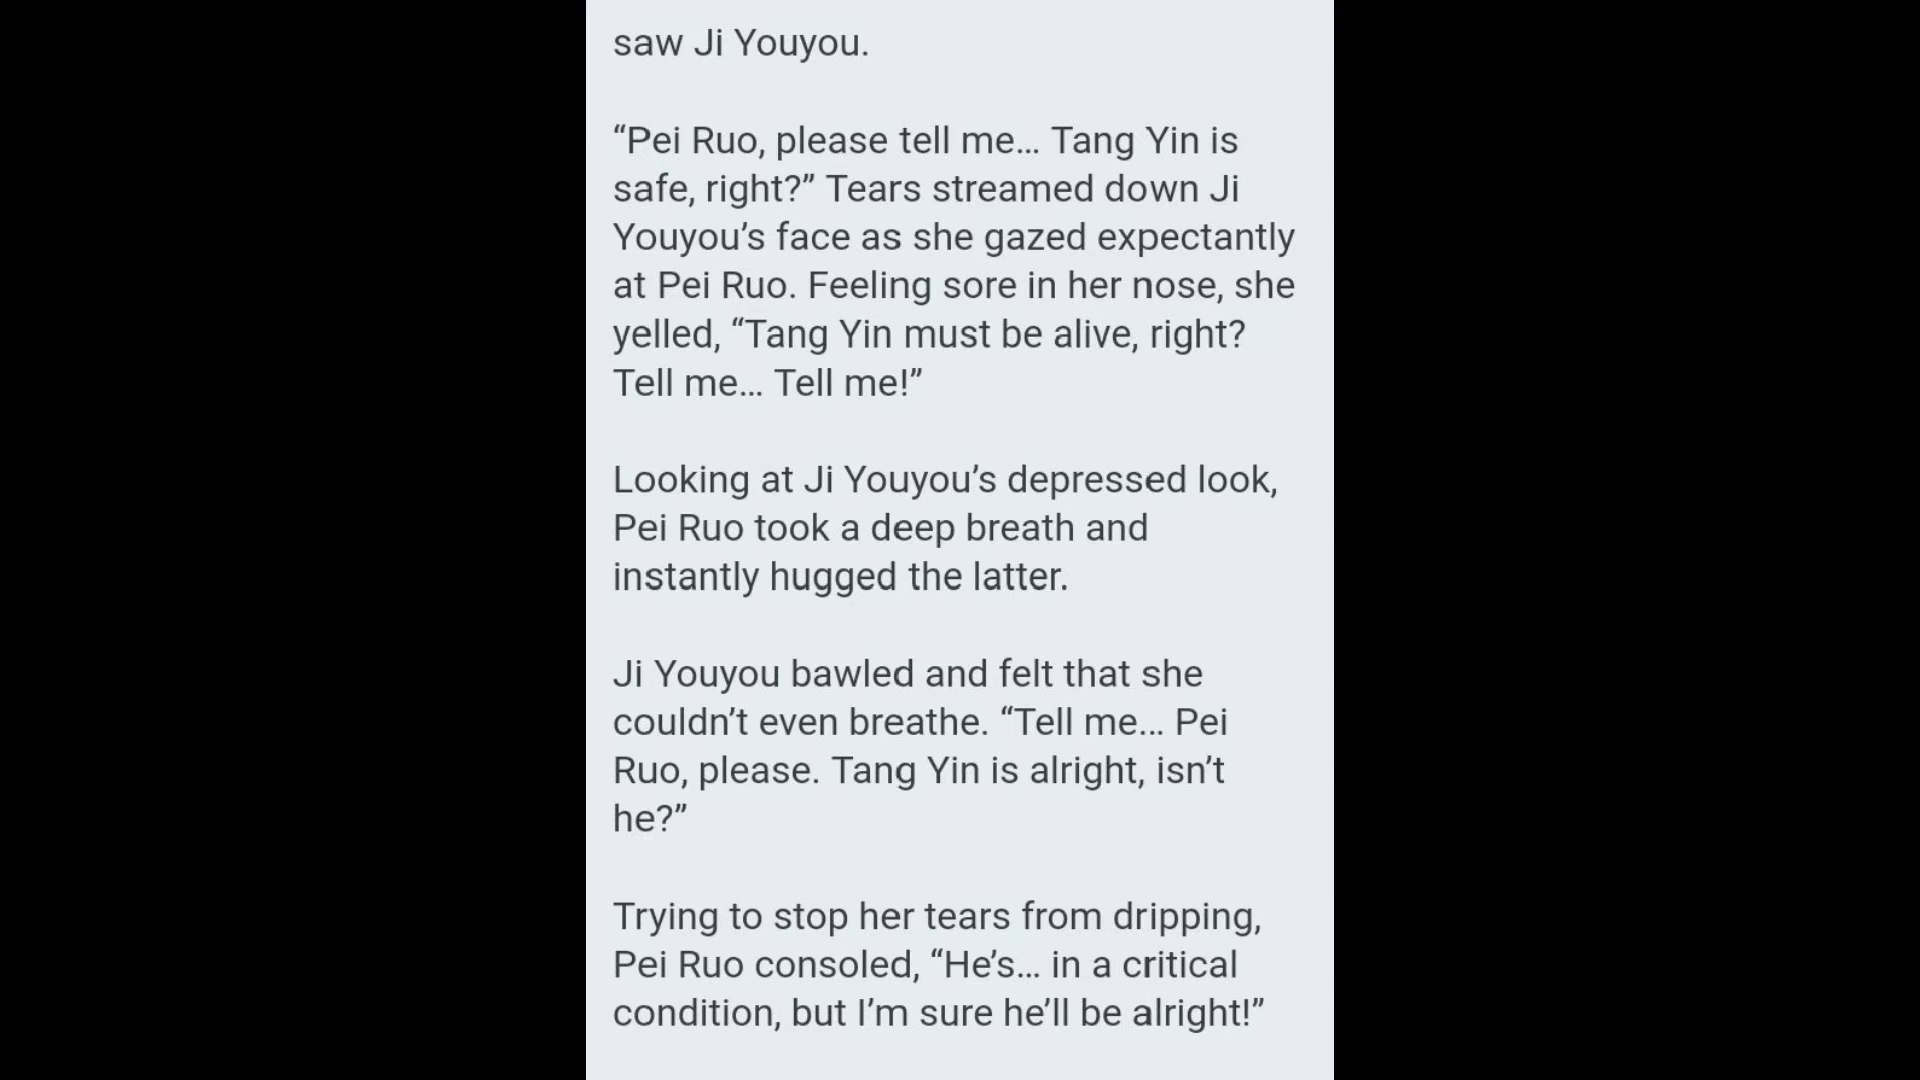 saw Ji Youyou.
“Pei Ruo, please tell me… Tang Yin is
safe, right?” Tears streamed down Ji
Youyou’s face as she gazed expectantly
at Pei Ruo. Feeling sore in her nose, she
yelled, “Tang Yin must be alive, right?
Tell me… Tell me!”
Looking at Ji Youyou’s depressed look,
Pei Ruo took a deep breath and
instantly hugged the latter.
Ji Youyou bawled and felt that she
couldn’t even breathe. “Tell me… Pei
Ruo, please. Tang Yin is alright, isn’t
he?”
Trying to stop her tears from dripping,
Pei Ruo consoled, “He’s… in a critical
condition, but I’m sure he’ll be alright!”